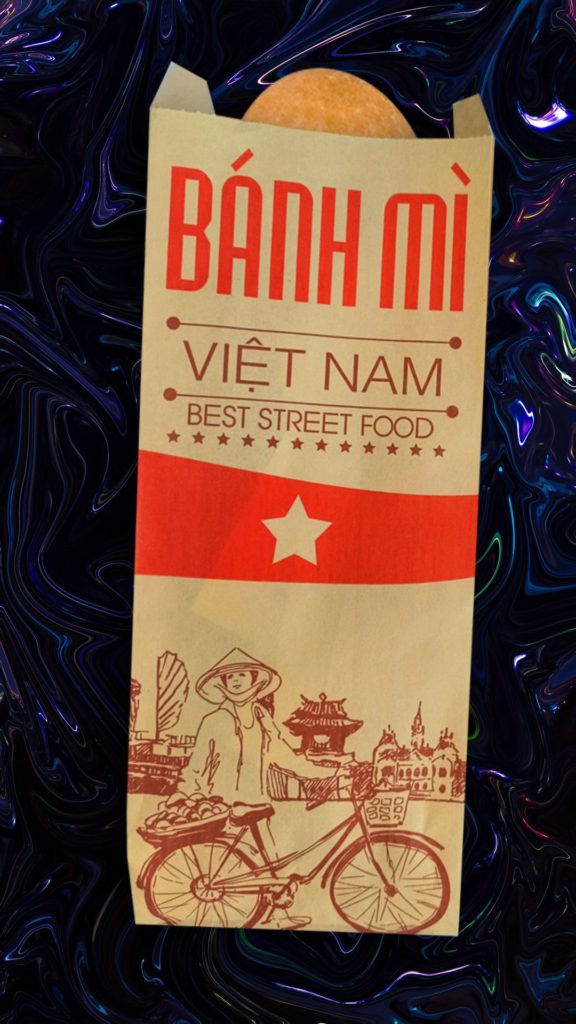 BÁNH MÌ
VIỆT NAM
BEST STREET FOOD